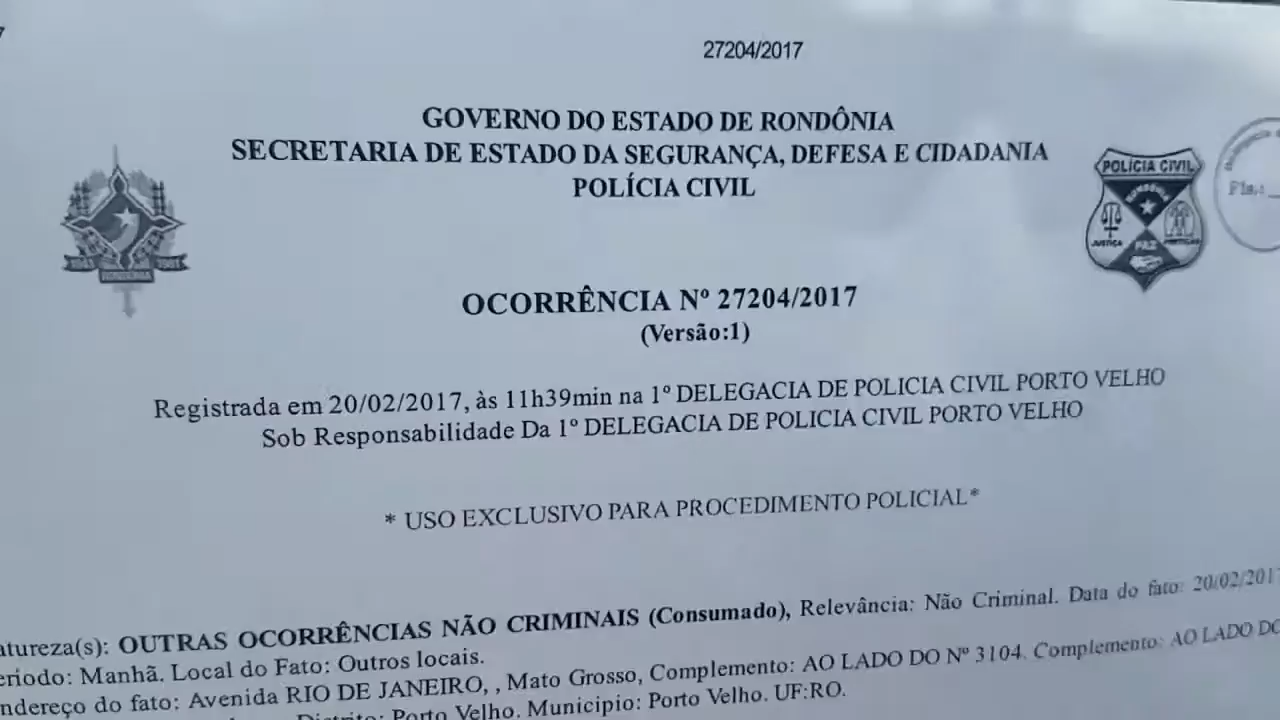 27204/2017
GOVERNO DO ESTADO DE RONDÔNIA
SECRETARIA DE ESTADO DA SEGURANÇA, DEFESA E CIDADANIA
POLÍCIA CIVIL
POLÍCIA CIVIL
RONDÔNIA
JUSTIÇA
PAZ
Fls.:
OCORRÊNCIA Nº 27204/2017
(Versão:1)
Registrada em 20/02/2017, às 11h39min na 1º DELEGACIA DE POLICIA CIVIL PORTO VELHO
Sob Responsabilidade Da 1º DELEGACIA DE POLICIA CIVIL PORTO VELHO
* USO EXCLUSIVO PARA PROCEDIMENTO POLICIAL*
atureza(s): OUTRAS OCORRÊNCIAS NÃO CRIMINAIS (Consumado), Relevância: Não Criminal. Data do fato: 20/02/2017
eriodo: Manhã. Local do Fato: Outros locais.
ndereço do fato: Avenida RIO DE JANEIRO, , Mato Grosso, Complemento: AO LADO DO Nº 3104. Complemento: AO LADO DO
Distrito: Porto Velho. Municipio: Porto Velho. UF:RO.